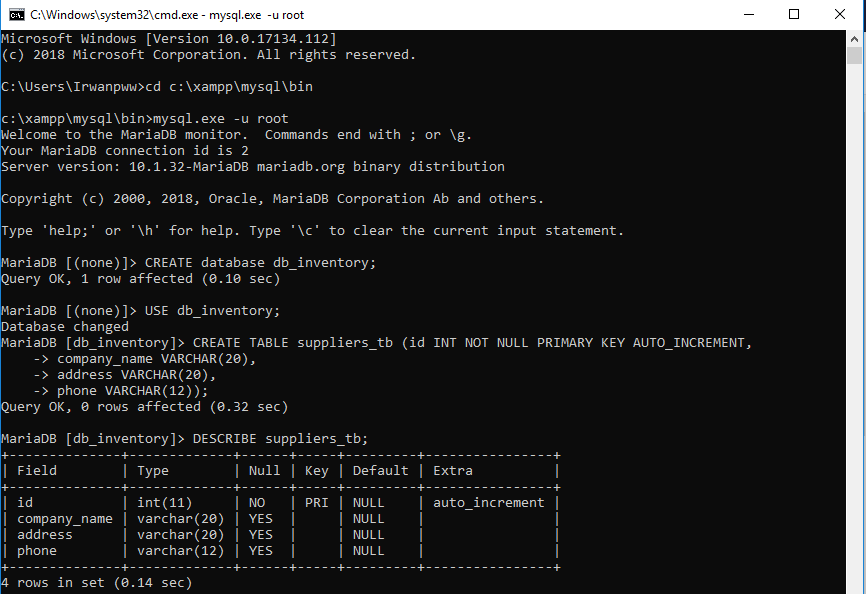 C:\Windows\system32\cmd.exe - mysql.exe -u root
Microsoft Windows [Version 10.0.17134.112]
(c) 2018 Microsoft Corporation. All rights reserved.
C:\Users\Irwanpww>cd c:\xampp\mysql\bin
c:\xampp\mysql\bin>mysql.exe -u root
Welcome to the MariaDB monitor.  Commands end with ; or \g.
Your MariaDB connection id is 2
Server version: 10.1.32-MariaDB mariadb.org binary distribution
Copyright (c) 2000, 2018, Oracle, MariaDB Corporation Ab and others.
Type 'help;' or '\h' for help. Type '\c' to clear the current input statement.
MariaDB [(none)]> CREATE database db_inventory;
Query OK, 1 row affected (0.10 sec)
MariaDB [(none)]> USE db_inventory;
Database changed
MariaDB [db_inventory]> CREATE TABLE suppliers_tb (id INT NOT NULL PRIMARY KEY AUTO_INCREMENT,
    -> company_name VARCHAR(20),
    -> address VARCHAR(20),
    -> phone VARCHAR(12));
Query OK, 0 rows affected (0.32 sec)
MariaDB [db_inventory]> DESCRIBE suppliers_tb;
+--------------+-------------+------+-----+---------+----------------+
| Field        | Type        | Null | Key | Default | Extra          |
+--------------+-------------+------+-----+---------+----------------+
| id           | int(11)     | NO   | PRI | NULL    | auto_increment |
| company_name | varchar(20) | YES  |     | NULL    |                |
| address      | varchar(20) | YES  |     | NULL    |                |
| phone        | varchar(12) | YES  |     | NULL    |                |
+--------------+-------------+------+-----+---------+----------------+
4 rows in set (0.14 sec)